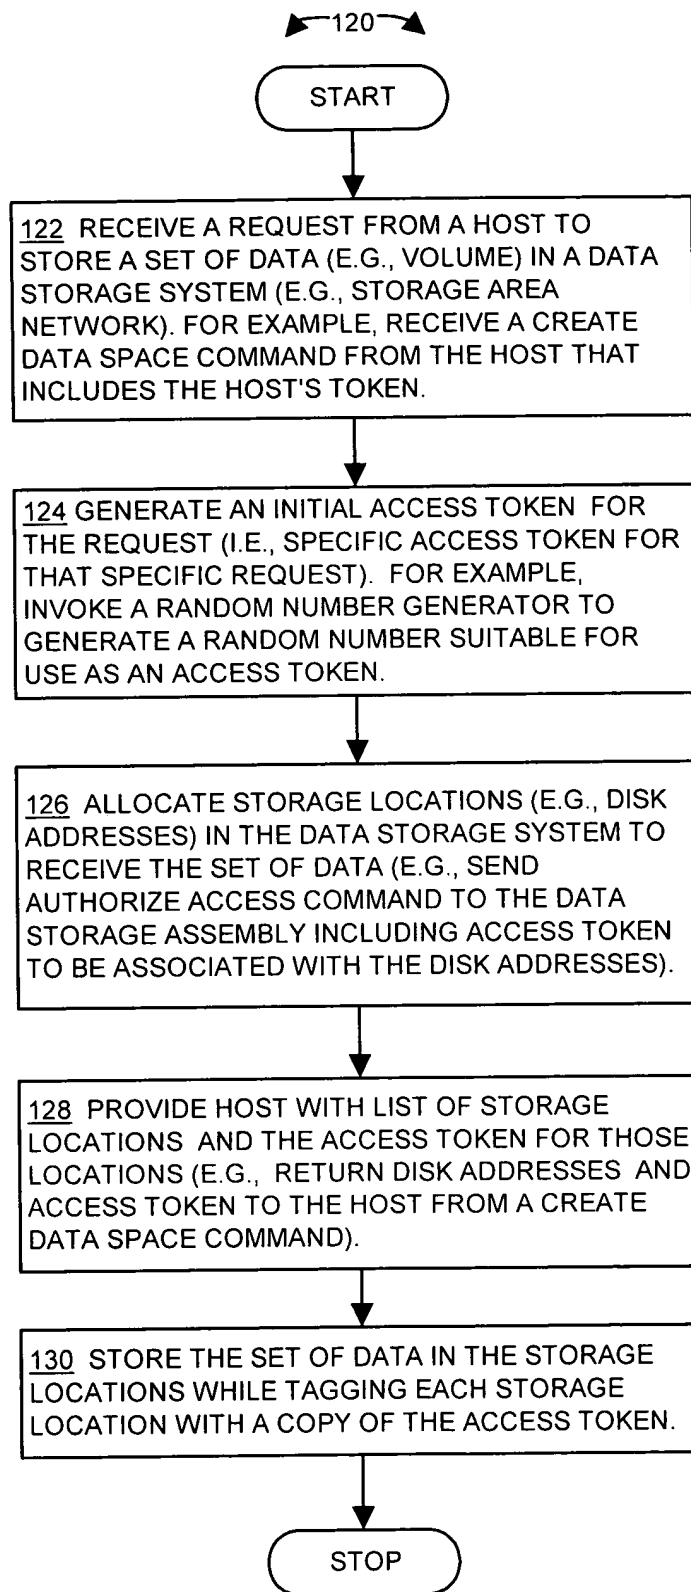 120
START
122 RECEIVE A REQUEST FROM A HOST TO
STORE A SET OF DATA (E.G., VOLUME) IN A DATA
STORAGE SYSTEM (E.G., STORAGE AREA
NETWORK). FOR EXAMPLE, RECEIVE A CREATE
DATA SPACE COMMAND FROM THE HOST THAT
INCLUDES THE HOST'S TOKEN.
124 GENERATE AN INITIAL ACCESS TOKEN FOR
THE REQUEST (I.E., SPECIFIC ACCESS TOKEN FOR
THAT SPECIFIC REQUEST). FOR EXAMPLE,
INVOKE A RANDOM NUMBER GENERATOR TO
GENERATE A RANDOM NUMBER SUITABLE FOR
USE AS AN ACCESS TOKEN.
126 ALLOCATE STORAGE LOCATIONS (E.G., DISK
ADDRESSES) IN THE DATA STORAGE SYSTEM TO
RECEIVE THE SET OF DATA (E.G., SEND
AUTHORIZE ACCESS COMMAND TO THE DATA
STORAGE ASSEMBLY INCLUDING ACCESS TOKEN
TO BE ASSOCIATED WITH THE DISK ADDRESSES).
128 PROVIDE HOST WITH LIST OF STORAGE
LOCATIONS AND THE ACCESS TOKEN FOR THOSE
LOCATIONS (E.G., RETURN DISK ADDRESSES AND
ACCESS TOKEN TO THE HOST FROM A CREATE
DATA SPACE COMMAND).
130 STORE THE SET OF DATA IN THE STORAGE
LOCATIONS WHILE TAGGING EACH STORAGE
LOCATION WITH A COPY OF THE ACCESS TOKEN.
STOP